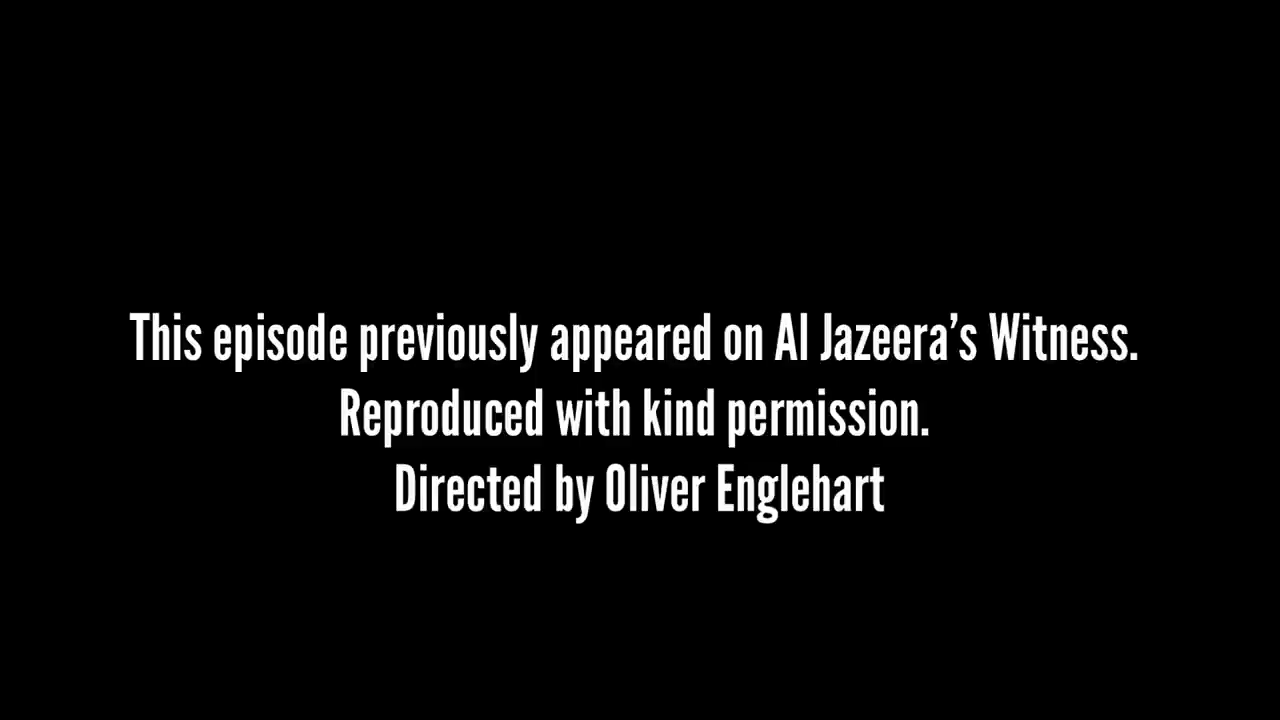 This episode previously appeared on Al Jazeera’s Witness.
Reproduced with kind permission.
Directed by Oliver Englehart